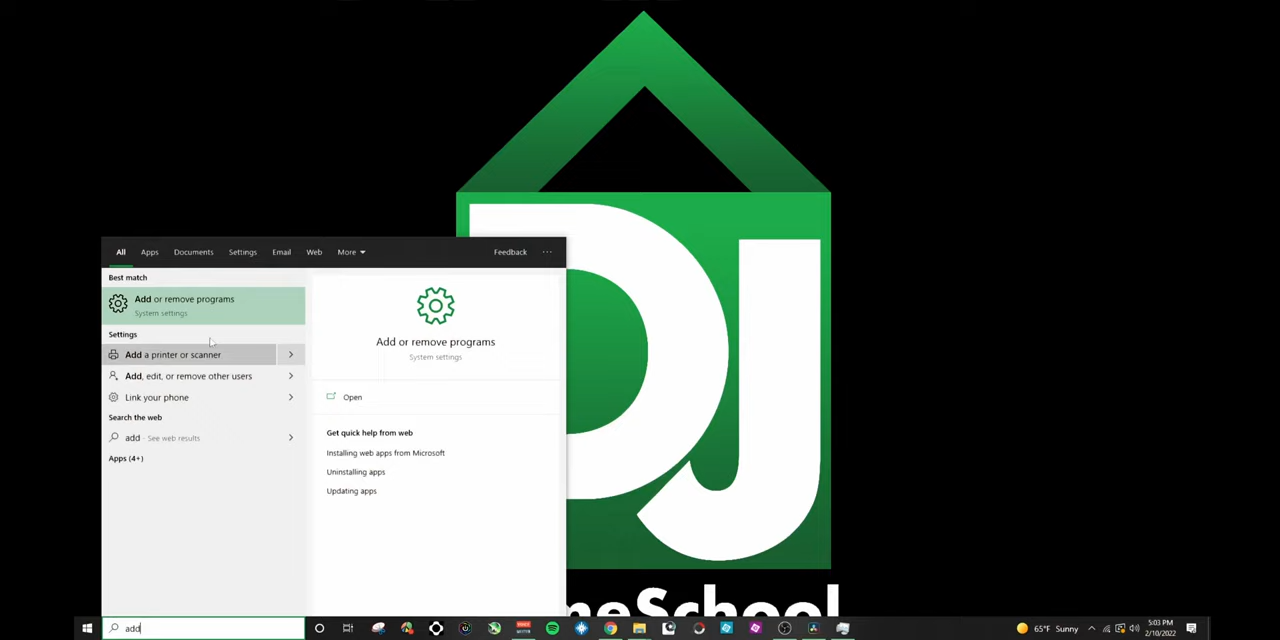 DJ
meSchool
All Apps Documents Settings Email Web More Feedback ...
Best match
Add or remove programs
System settings
Settings
Add a printer or scanner
Add, edit, or remove other users
Link your phone
Search the web
add - See web results
Apps (4+)
Add or remove programs
System settings
Open
Get quick help from web
Installing web apps from Microsoft
Uninstalling apps
Updating apps
add
65°F Sunny
5:03 PM
2/10/2022